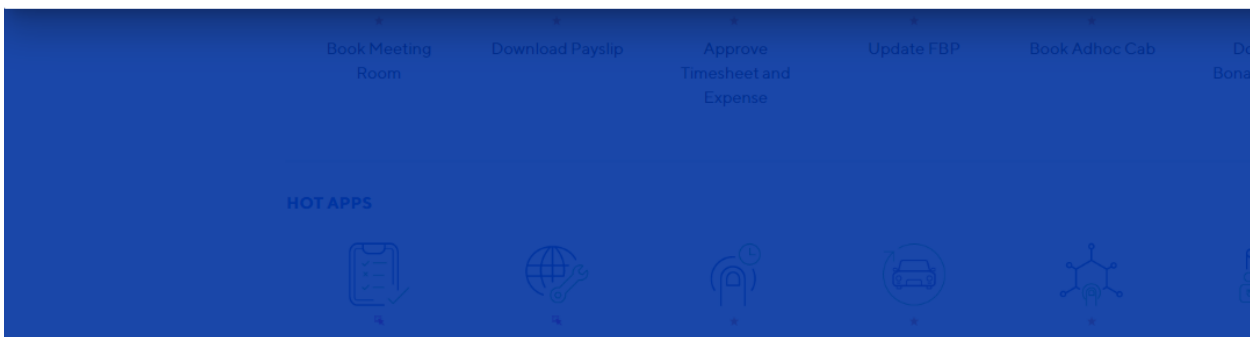 Book Meeting
Room
Download Payslip
Approve
Timesheet and
Expense
Update FBP
Book Adhoc Cab
HOT APPS